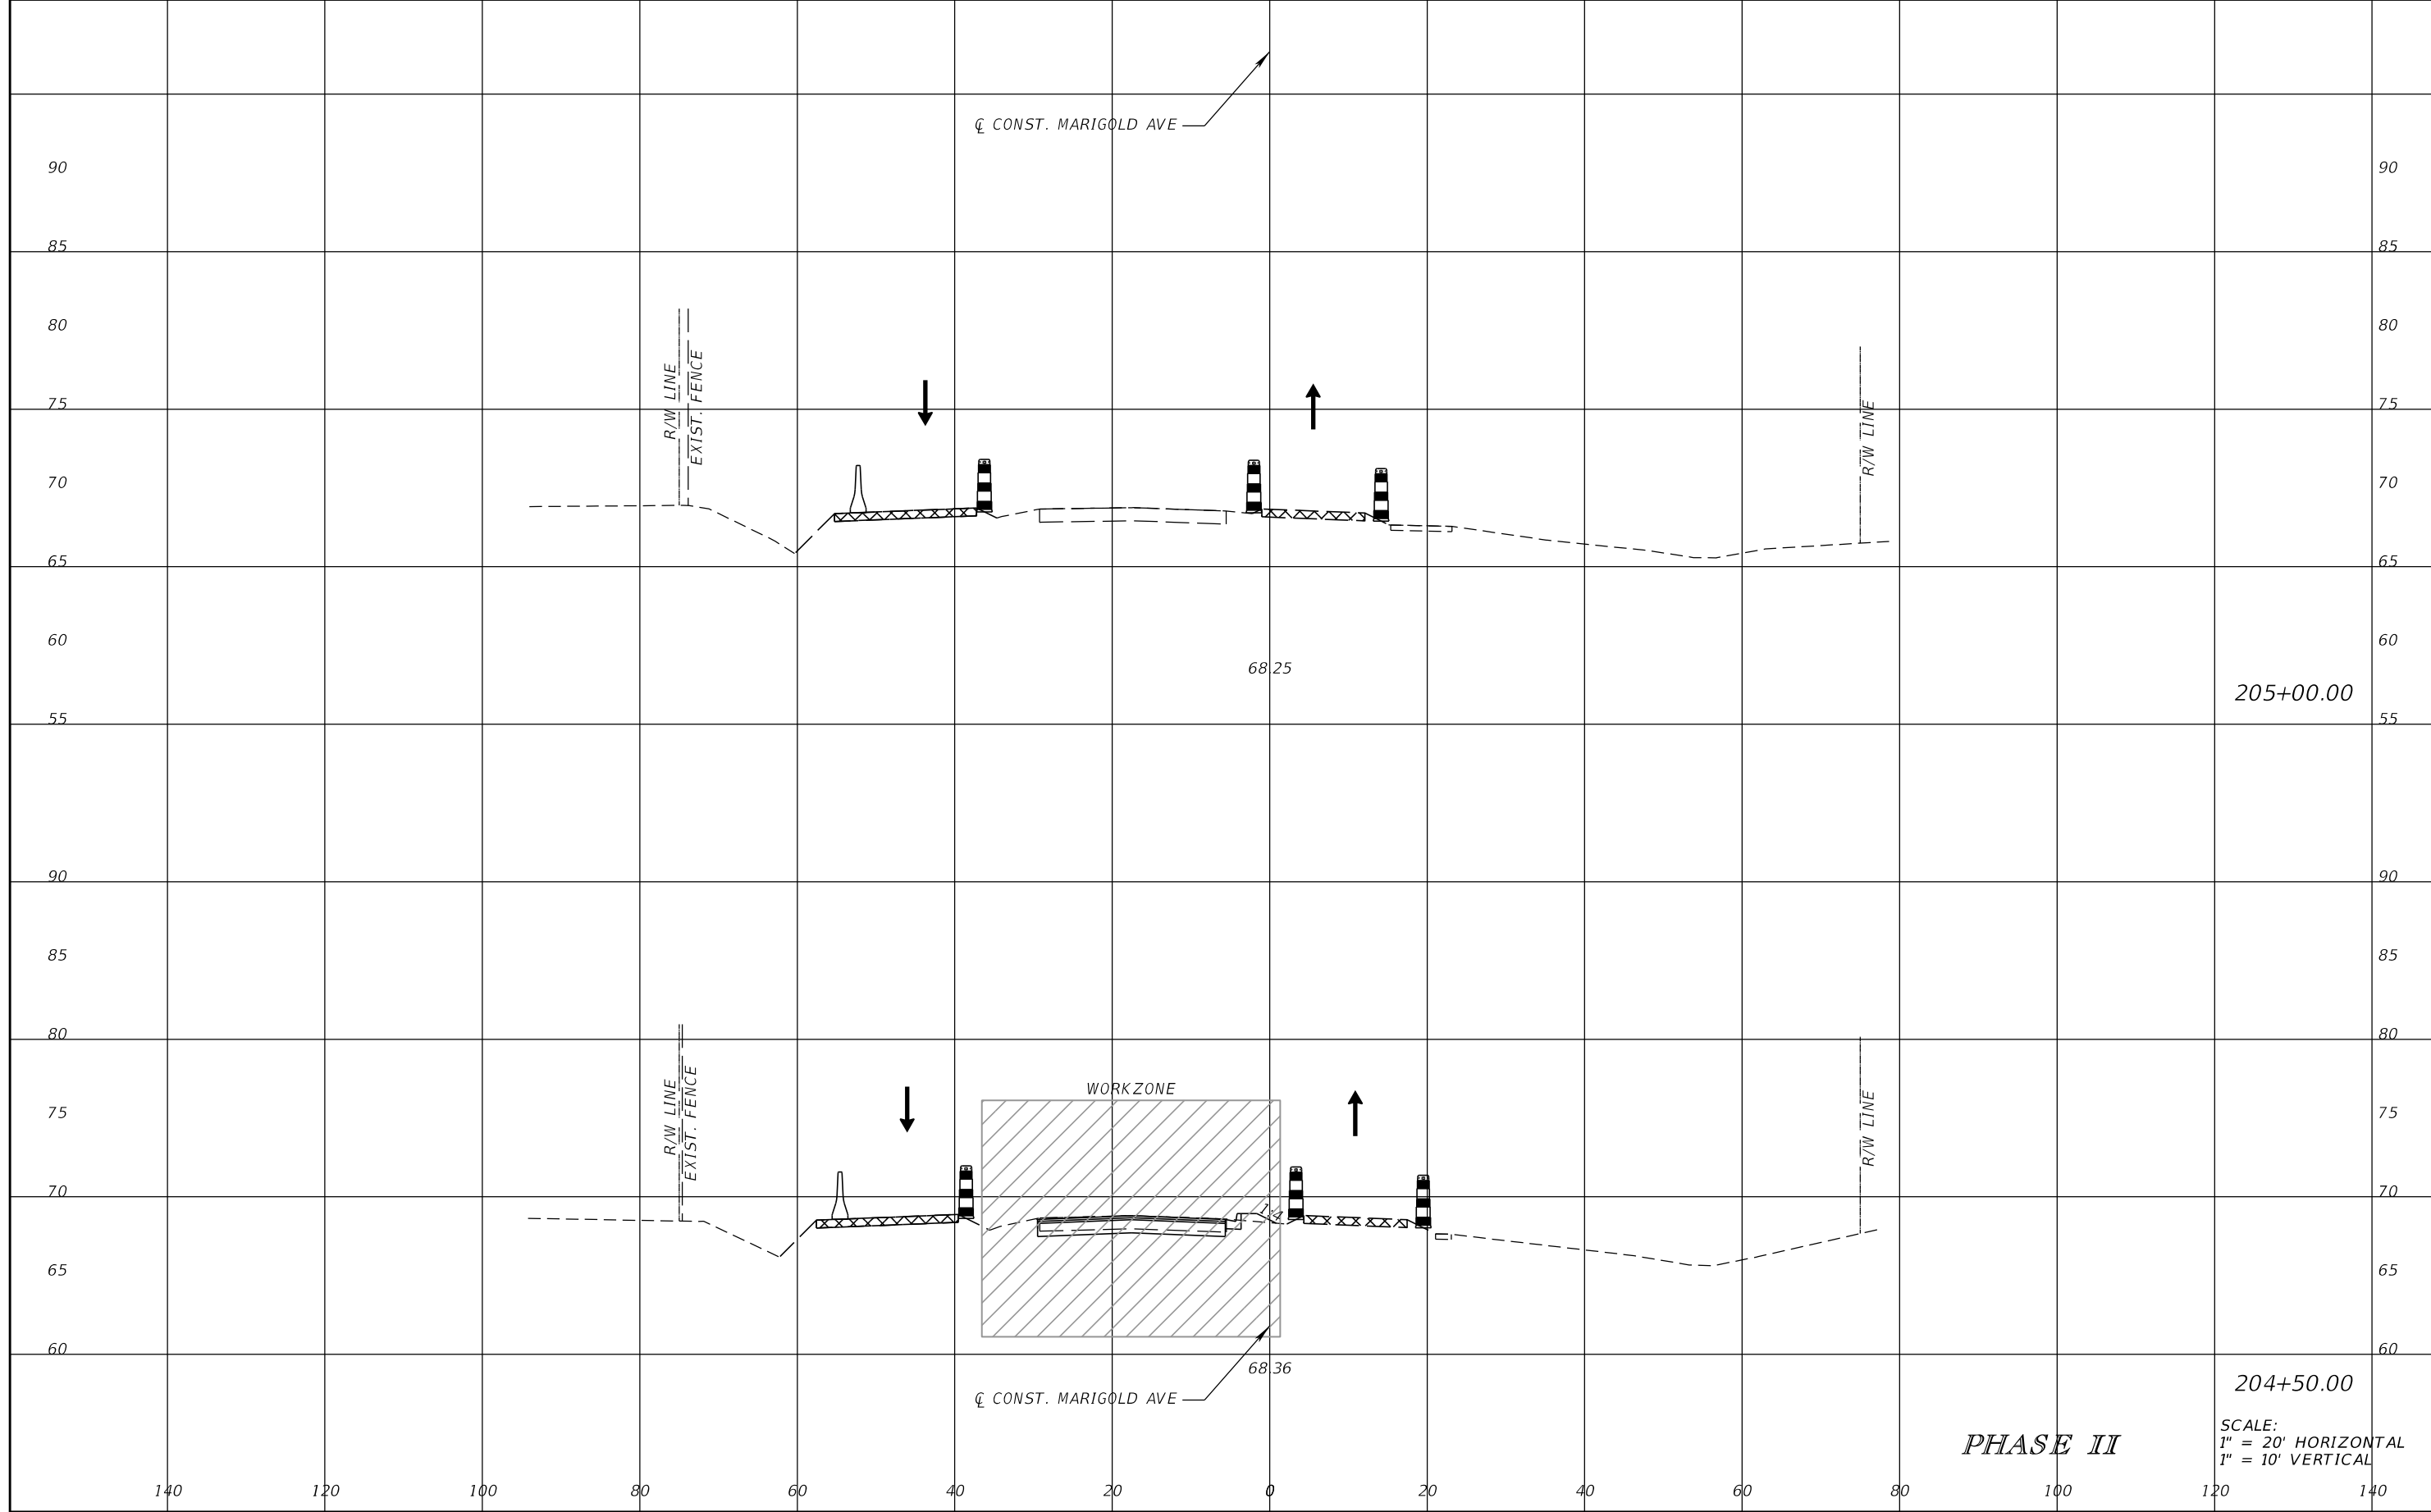 ℄ CONST. MARIGOLD AVE
90 90
85 85
80 80
R/W LINE
EXIST. FENCE
R/W LINE
75 75
70 70
65 65
60 60
68.25
205+00.00
55 55
90 90
85 85
80 80
R/W LINE
EXIST. FENCE
WORKZONE
R/W LINE
75 75
70 70
1:4
65 65
60 60
68.36
204+50.00
℄ CONST. MARIGOLD AVE
PHASE II
SCALE:
1" = 20' HORIZONTAL
1" = 10' VERTICAL
140 120 100 80 60 40 20 0 20 40 60 80 100 120 140